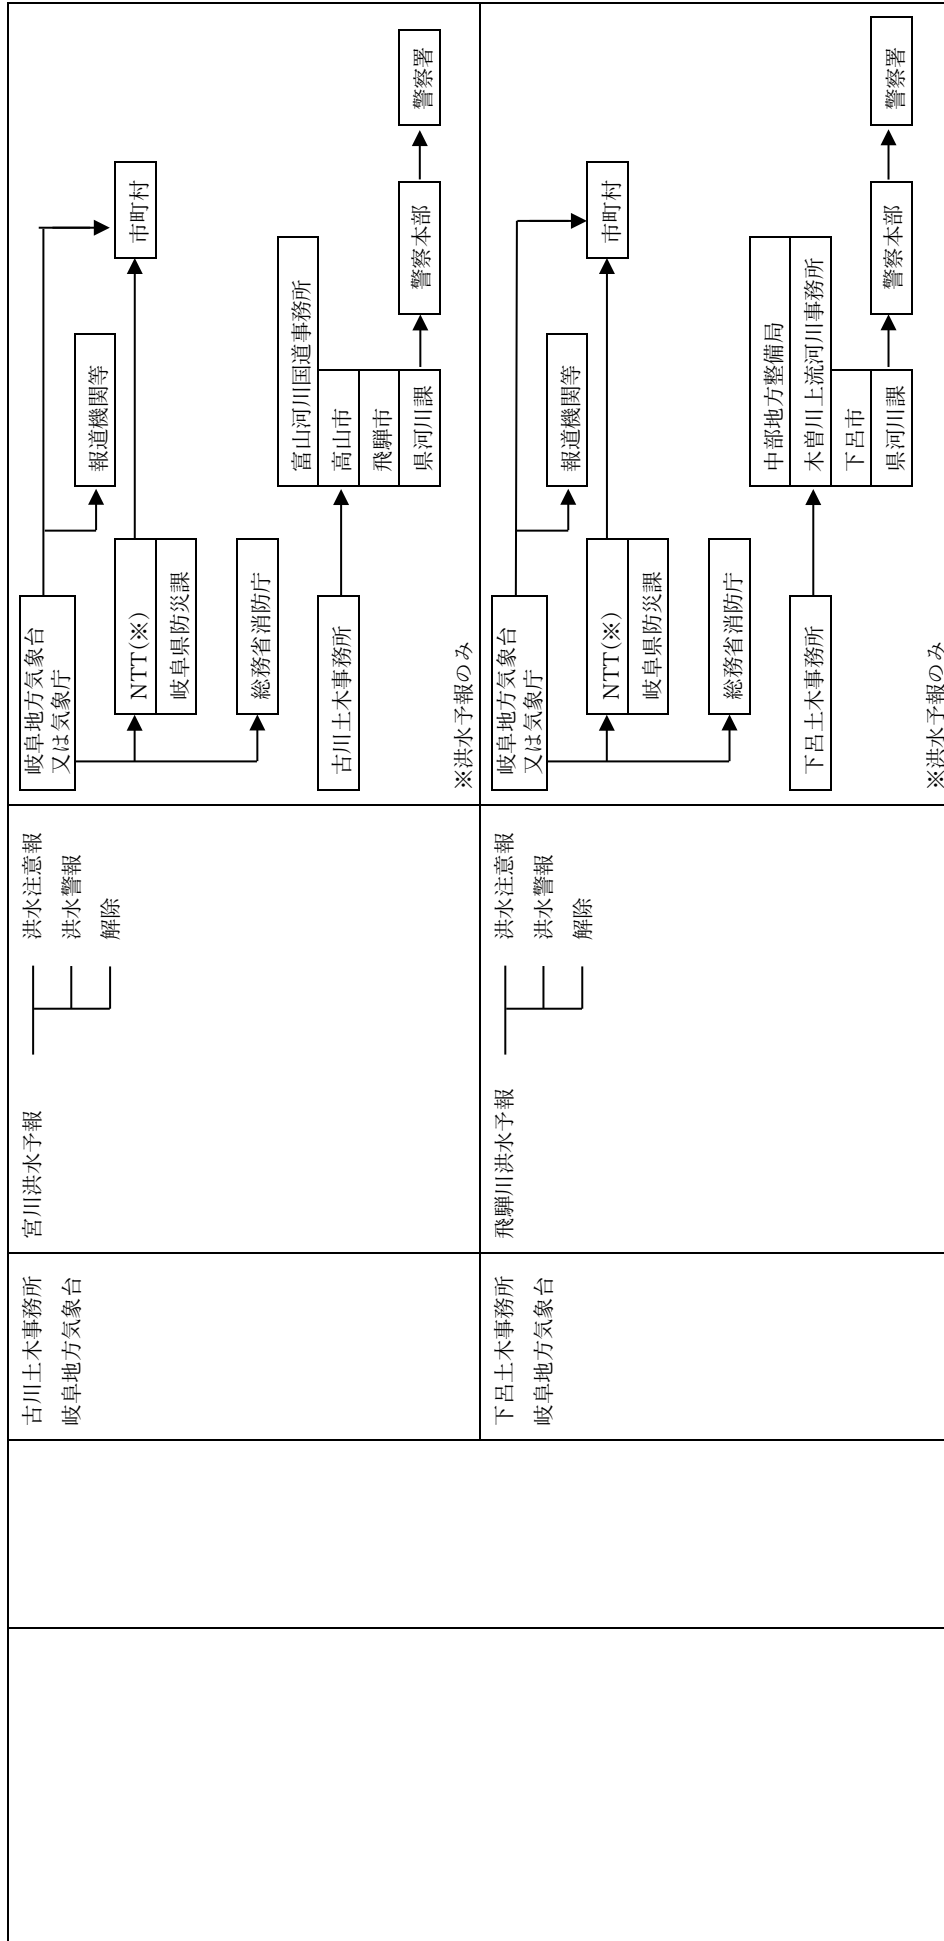 古川土木事務所
岐阜地方気象台
宮川洪水予報
洪水注意報
洪水警報
解除
岐阜地方気象台
又は気象庁
報道機関等
市町村
NTT(※)
岐阜県防災課
総務省消防庁
古川土木事務所
富山河川国道事務所
高山市
飛騨市
県河川課
警察本部
警察署
※洪水予報のみ
下呂土木事務所
岐阜地方気象台
飛騨川洪水予報
洪水注意報
洪水警報
解除
岐阜地方気象台
又は気象庁
報道機関等
市町村
NTT(※)
岐阜県防災課
総務省消防庁
下呂土木事務所
中部地方整備局
木曽川上流河川事務所
下呂市
県河川課
警察本部
警察署
※洪水予報のみ